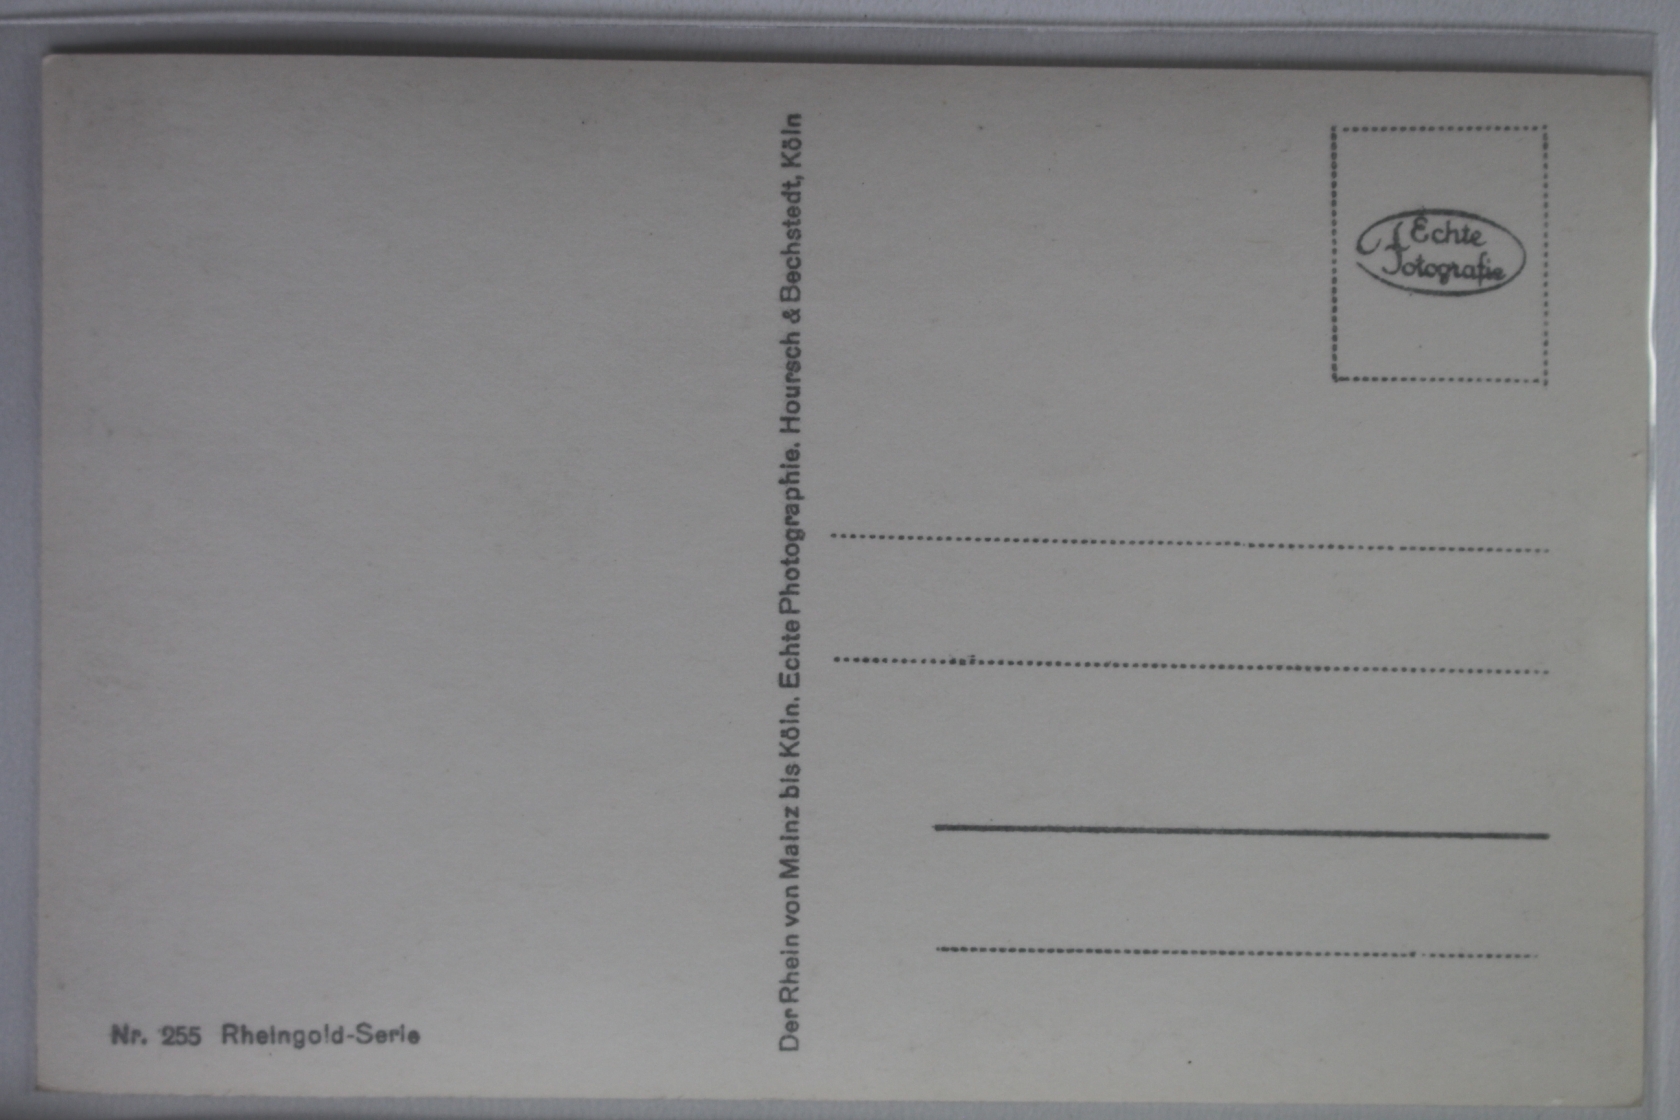 Der Rhein von Mainz bis Köln. Echte Photographie. Hoursch & Bechstedt, Köln
Echte
Fotografie
Nr. 255 Rheingold-Serie